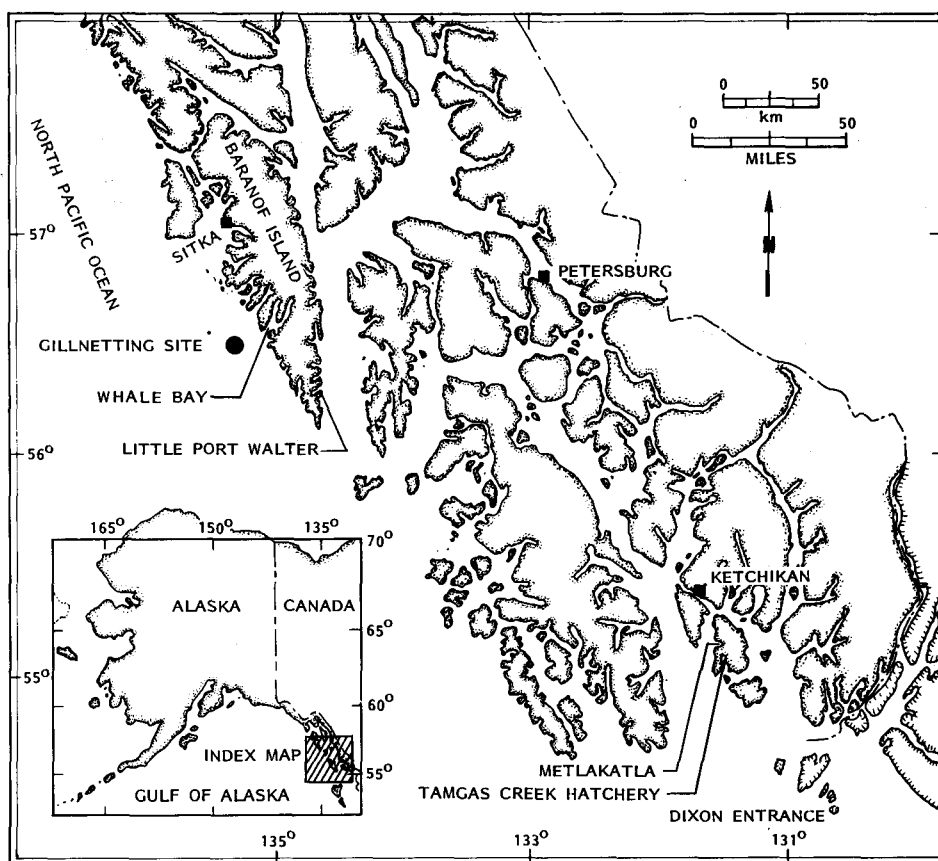 0 50
km
0 50
MILES
N
NORTH PACIFIC OCEAN
BARANOF ISLAND
SITKA
57°
PETERSBURG
GILLNETTING SITE
WHALE BAY
LITTLE PORT WALTER
56°
165° 150° 135°
70°
ALASKA CANADA
65°
KETCHIKAN
55°
60°
INDEX MAP
55°
GULF OF ALASKA
METLAKATLA
TAMGAS CREEK HATCHERY
DIXON ENTRANCE
135° 133° 131°